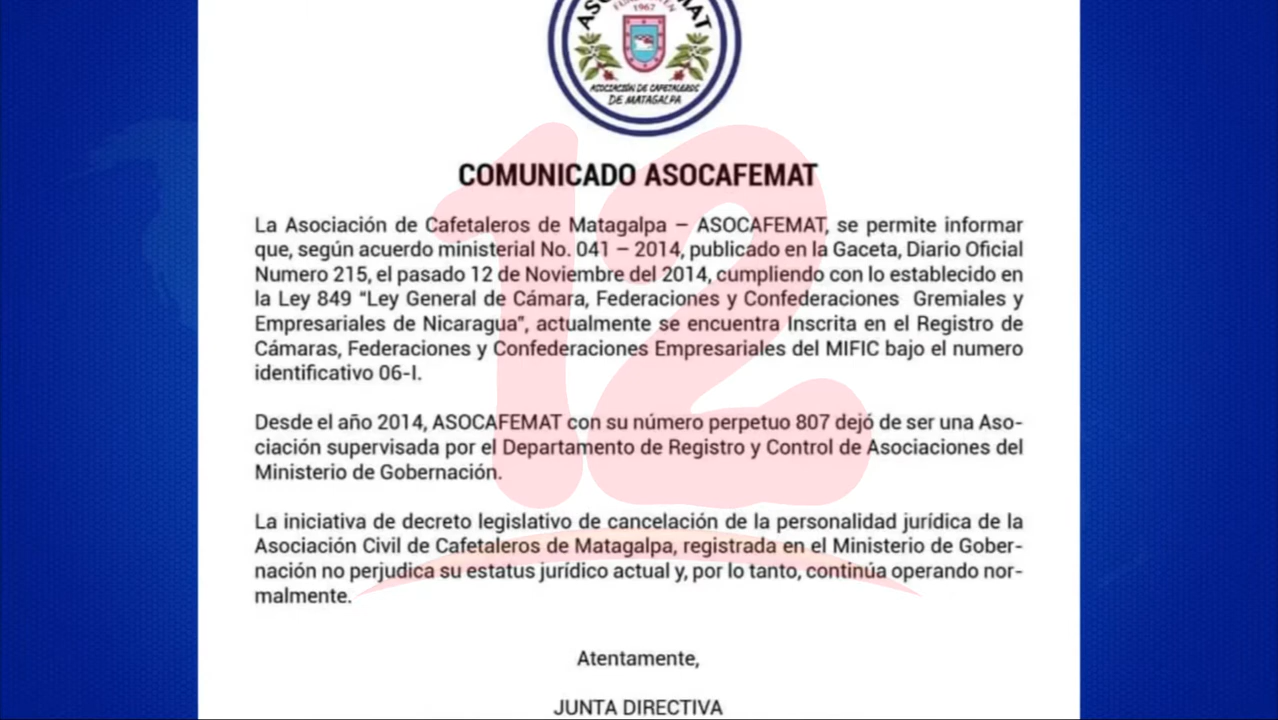 ASOCAFEMAT
FUNDADA EN
1967
ASOCIACIÓN DE CAFETALEROS
DE MATAGALPA
COMUNICADO ASOCAFEMAT
La Asociación de Cafetaleros de Matagalpa – ASOCAFEMAT, se permite informar
que, según acuerdo ministerial No. 041 – 2014, publicado en la Gaceta, Diario Oficial
Numero 215, el pasado 12 de Noviembre del 2014, cumpliendo con lo establecido en
la Ley 849 “Ley General de Cámara, Federaciones y Confederaciones Gremiales y
Empresariales de Nicaragua”, actualmente se encuentra Inscrita en el Registro de
Cámaras, Federaciones y Confederaciones Empresariales del MIFIC bajo el numero
identificativo 06-I.
Desde el año 2014, ASOCAFEMAT con su número perpetuo 807 dejó de ser una Aso-
ciación supervisada por el Departamento de Registro y Control de Asociaciones del
Ministerio de Gobernación.
La iniciativa de decreto legislativo de cancelación de la personalidad jurídica de la
Asociación Civil de Cafetaleros de Matagalpa, registrada en el Ministerio de Gober-
nación no perjudica su estatus jurídico actual y, por lo tanto, continúa operando nor-
malmente.
Atentamente,
JUNTA DIRECTIVA
12